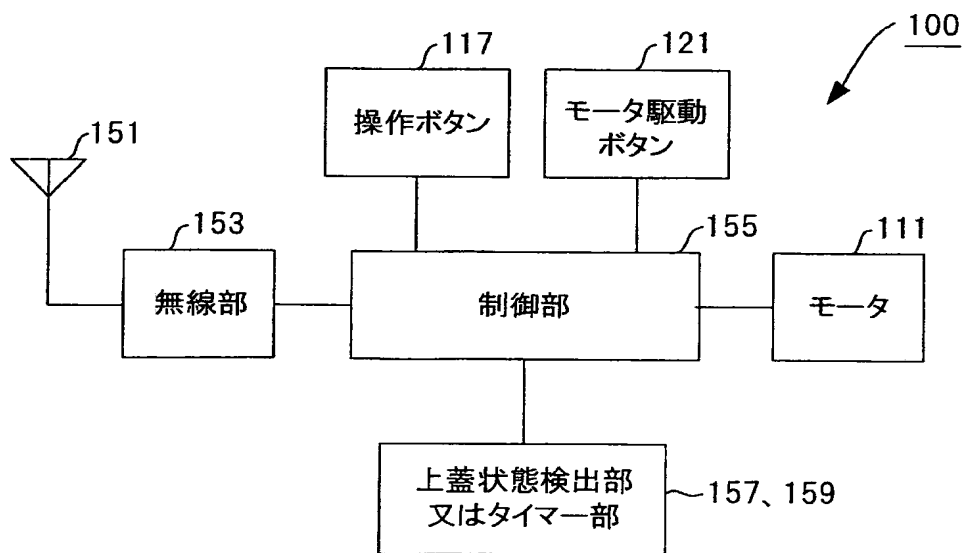 100
117
121
操作ボタン
モータ駆動
ボタン
151
153
155
111
無線部
制御部
モータ
上蓋状態検出部
又はタイマー部
157、159